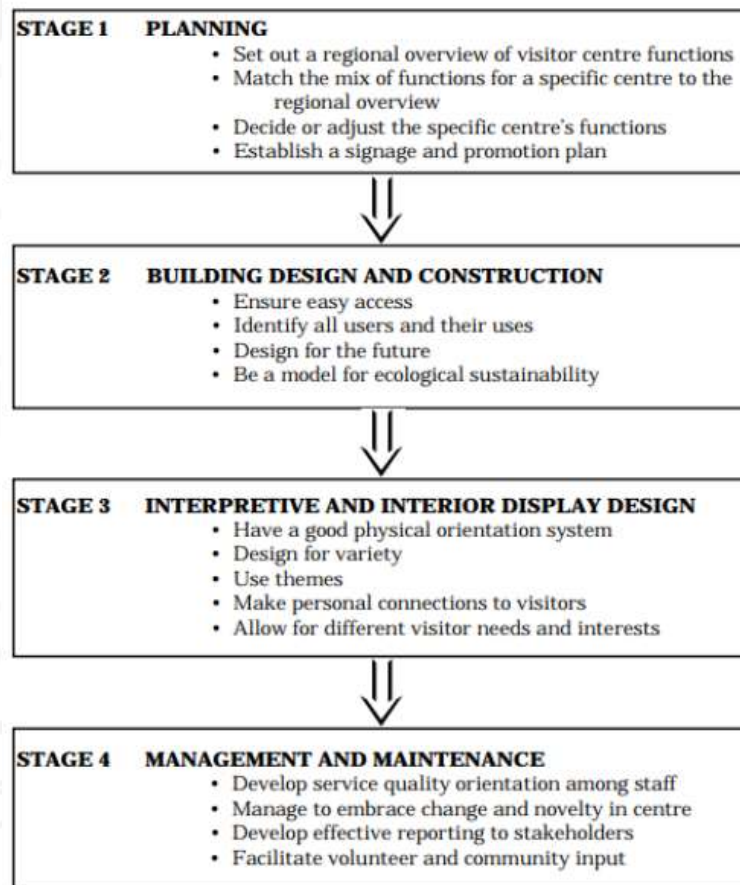 STAGE 1 PLANNING
• Set out a regional overview of visitor centre functions
• Match the mix of functions for a specific centre to the
regional overview
• Decide or adjust the specific centre's functions
• Establish a signage and promotion plan
STAGE 2 BUILDING DESIGN AND CONSTRUCTION
• Ensure easy access
• Identify all users and their uses
• Design for the future
• Be a model for ecological sustainability
STAGE 3 INTERPRETIVE AND INTERIOR DISPLAY DESIGN
• Have a good physical orientation system
• Design for variety
• Use themes
• Make personal connections to visitors
• Allow for different visitor needs and interests
STAGE 4 MANAGEMENT AND MAINTENANCE
• Develop service quality orientation among staff
• Manage to embrace change and novelty in centre
• Develop effective reporting to stakeholders
• Facilitate volunteer and community input